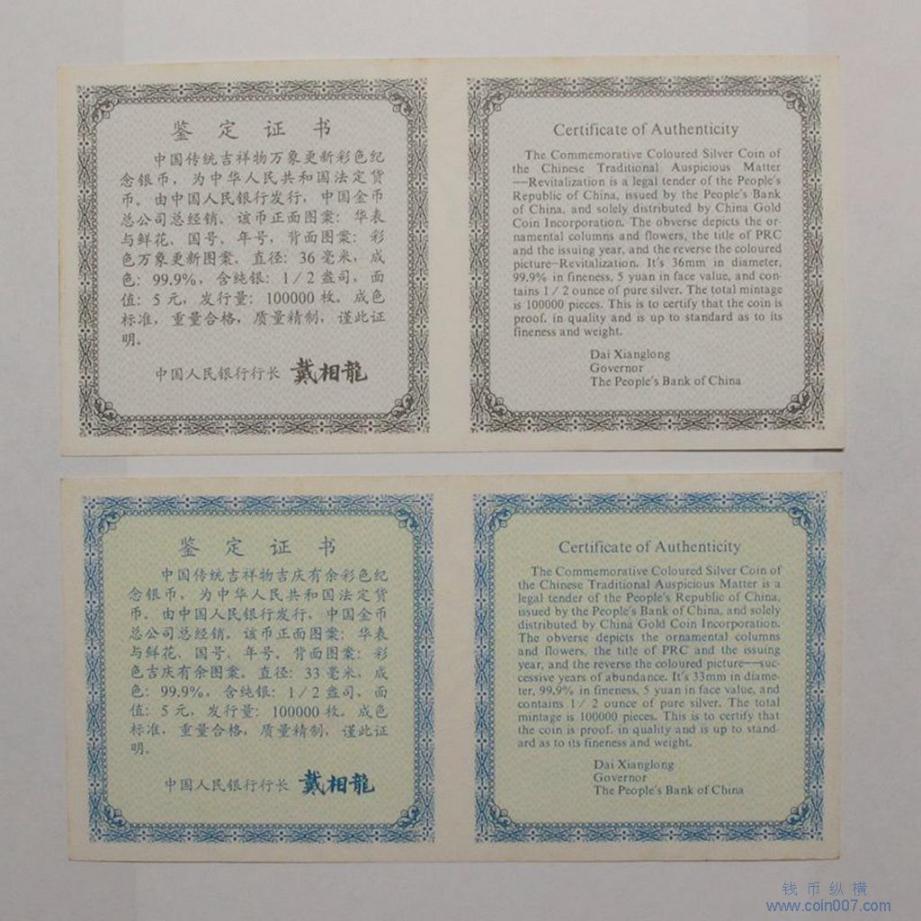 鉴定证书
中国传统吉祥物万象更新彩色纪
念银币，为中华人民共和国法定货
币。由中国人民银行发行，中国金币
总公司总经销。该币正面图案：华表
与鲜花、国号、年号，背面图案：彩
色万象更新图案。直径：36毫米，成
色：99.9%，含纯银：1/2盎司，面
值：5元，发行量：100000枚。成色
标准，重量合格，质量精制，谨此证
明。
中国人民银行行长 戴相龍
Certificate of Authenticity
The Commemorative Coloured Silver Coin of
the Chinese Traditional Auspicious Matter
—Revitalization is a legal tender of the People's
Republic of China, issued by the People's Bank
of China, and solely distributed by China Gold
Coin Incorporation. The obverse depicts the or-
namental columns and flowers, the title of PRC
and the issuing year, and the reverse the coloured
picture—Revitalization. It's 36mm in diameter,
99.9% in fineness, 5 yuan in face value, and con-
tains 1/2 ounce of pure silver. The total mintage
is 100000 pieces. This is to certify that the coin is
proof. in quality and is up to standard as to its
fineness and weight.
Dai Xianglong
Governor
The People's Bank of China
鉴定证书
中国传统吉祥物吉庆有余彩色纪
念银币，为中华人民共和国法定货
币。由中国人民银行发行，中国金币
总公司总经销。该币正面图案：华表
与鲜花、国号、年号。背面图案：彩
色吉庆有余图案。直径：33毫米，成
色：99.9%，含纯银：1/2盎司，面
值：5元，发行量：100000枚。成色
标准，重量合格，质量精制，谨此证
明。
中国人民银行行长 戴相龍
Certificate of Authenticity
The Commemorative Coloured Silver Coin of
the Chinese Traditional Auspicious Matter is a
legal tender of the People's Republic of China,
issued by the People's Bank of China, and solely
distributed by China Gold Coin Incorporation.
The obverse depicts the ornamental columns
and flowers, the title of PRC and the issuing
year, and the reverse the coloured picture—suc-
cessive years of abundance. It's 33mm in diame-
ter, 99.9% in fineness, 5 yuan in face value, and
contains 1/2 ounce of pure silver. The total
mintage is 100000 pieces. This is to certify that
the coin is proof. in quality and is up to stand-
ard as to its fineness and weight.
Dai Xianglong
Governor
The People's Bank of China
钱币纵横
www.coin007.com